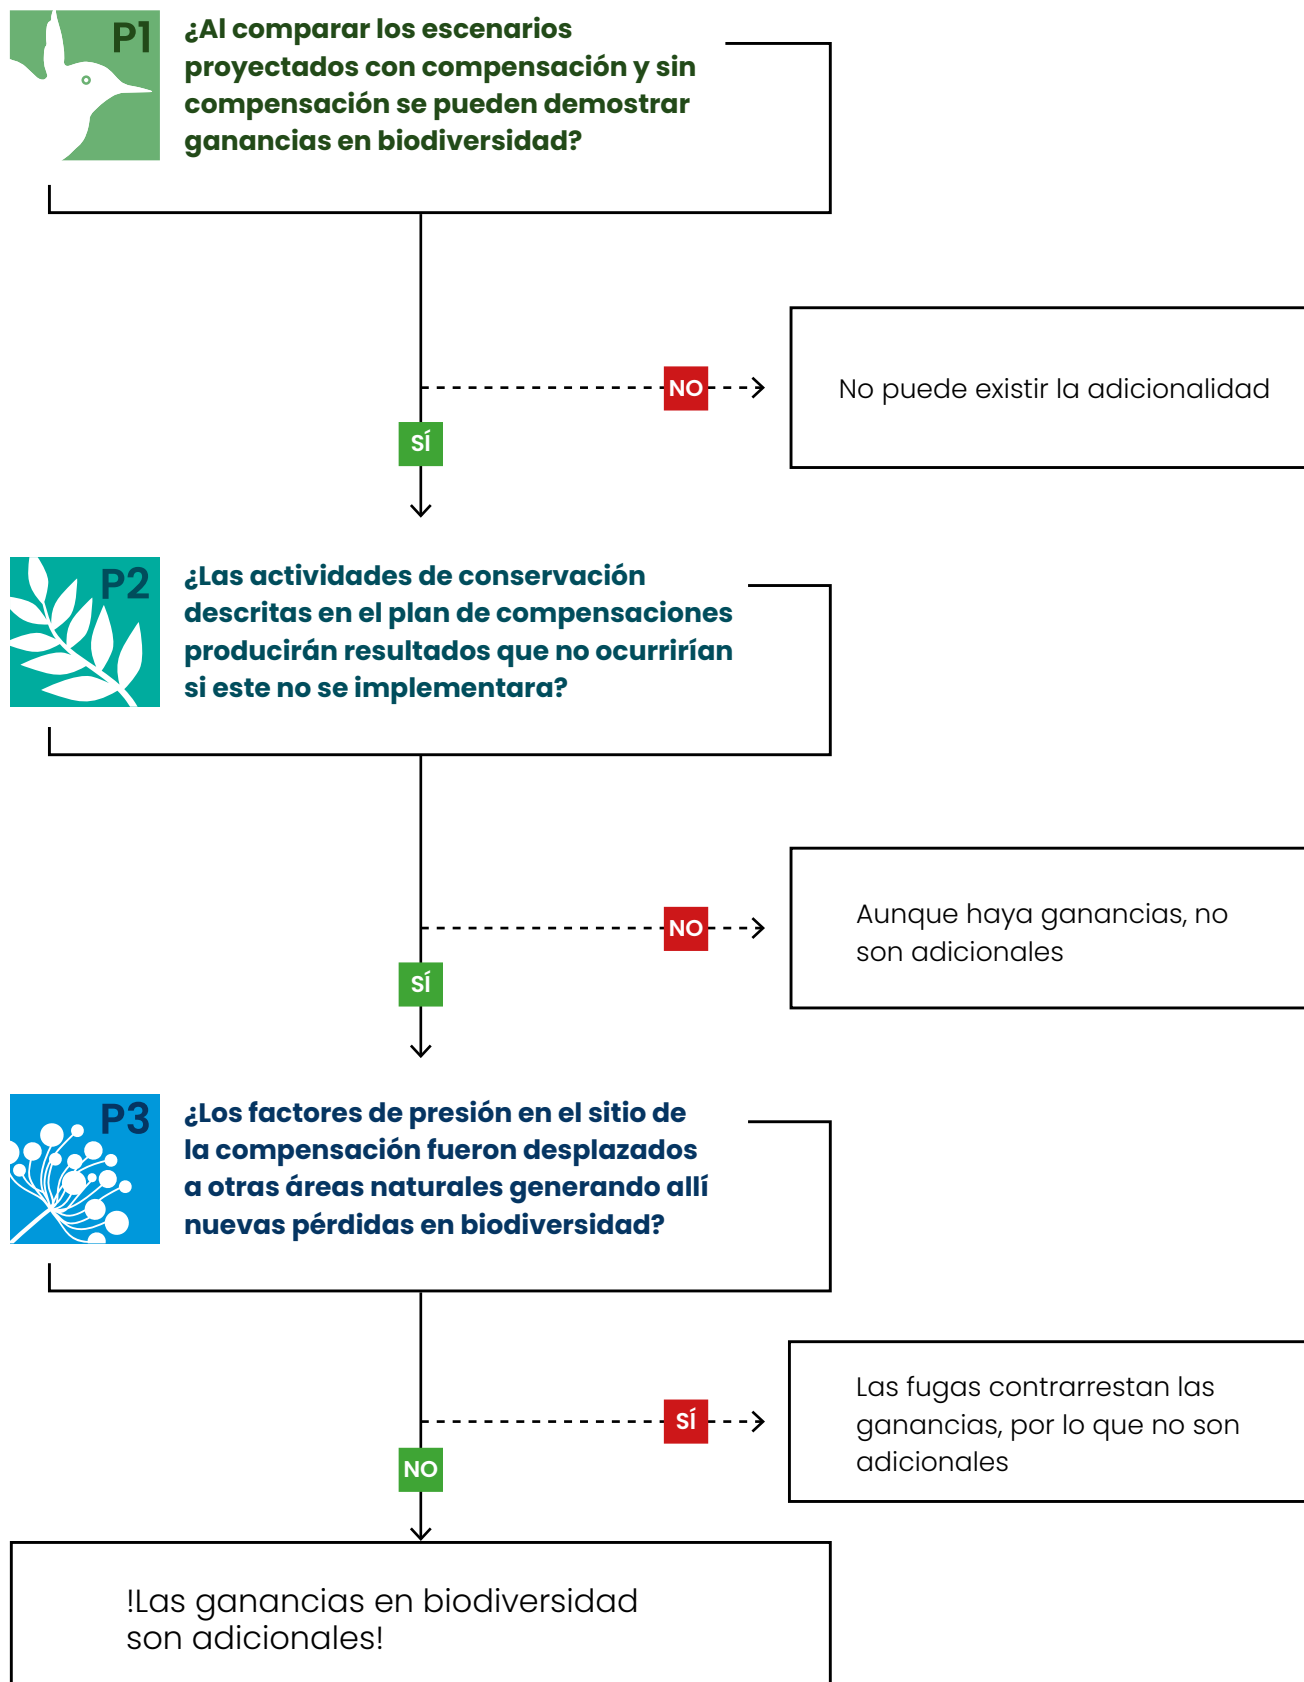 P1
¿Al comparar los escenarios
proyectados con compensación y sin
compensación se pueden demostrar
ganancias en biodiversidad?
NO
No puede existir la adicionalidad
SÍ
P2
¿Las actividades de conservación
descritas en el plan de compensaciones
producirán resultados que no ocurrirían
si este no se implementara?
NO
Aunque haya ganancias, no
son adicionales
SÍ
P3
¿Los factores de presión en el sitio de
la compensación fueron desplazados
a otras áreas naturales generando allí
nuevas pérdidas en biodiversidad?
SÍ
Las fugas contrarrestan las
ganancias, por lo que no son
adicionales
NO
!Las ganancias en biodiversidad
son adicionales!